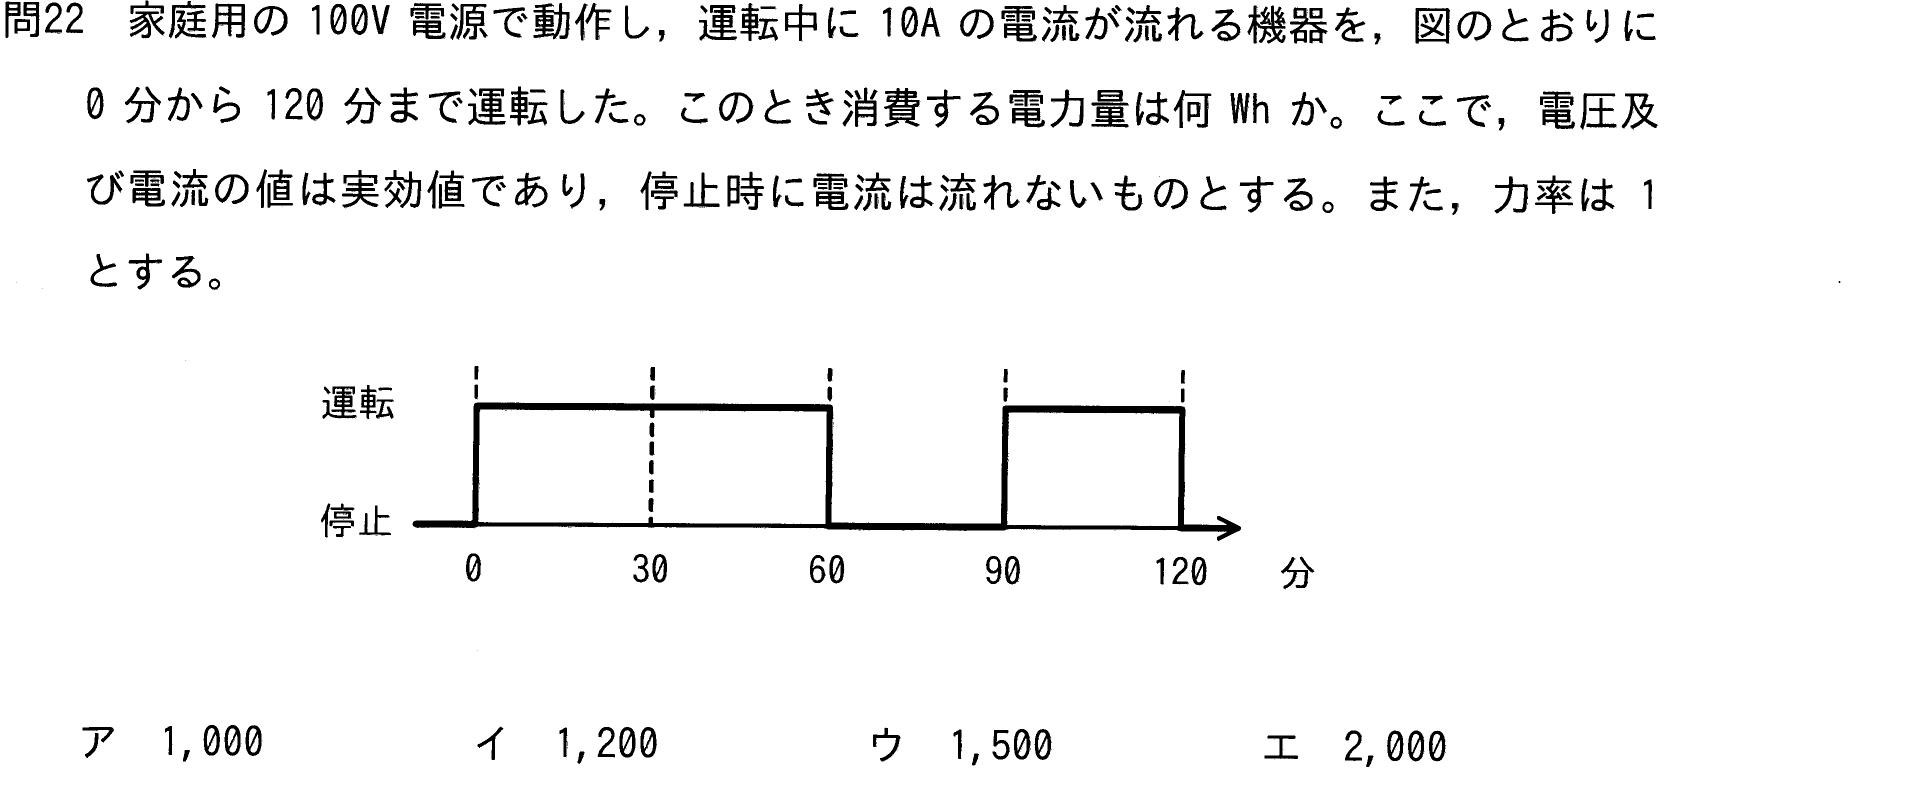 問22 家庭用の 100V 電源で動作し，運転中に 10A の電流が流れる機器を，図のとおりに
0 分から 120 分まで運転した。このとき消費する電力量は何 Wh か。ここで，電圧及
び電流の値は実効値であり，停止時に電流は流れないものとする。また，力率は 1
とする。
運転
停止
0 30 60 90 120 分
ア 1,000 イ 1,200 ウ 1,500 エ 2,000